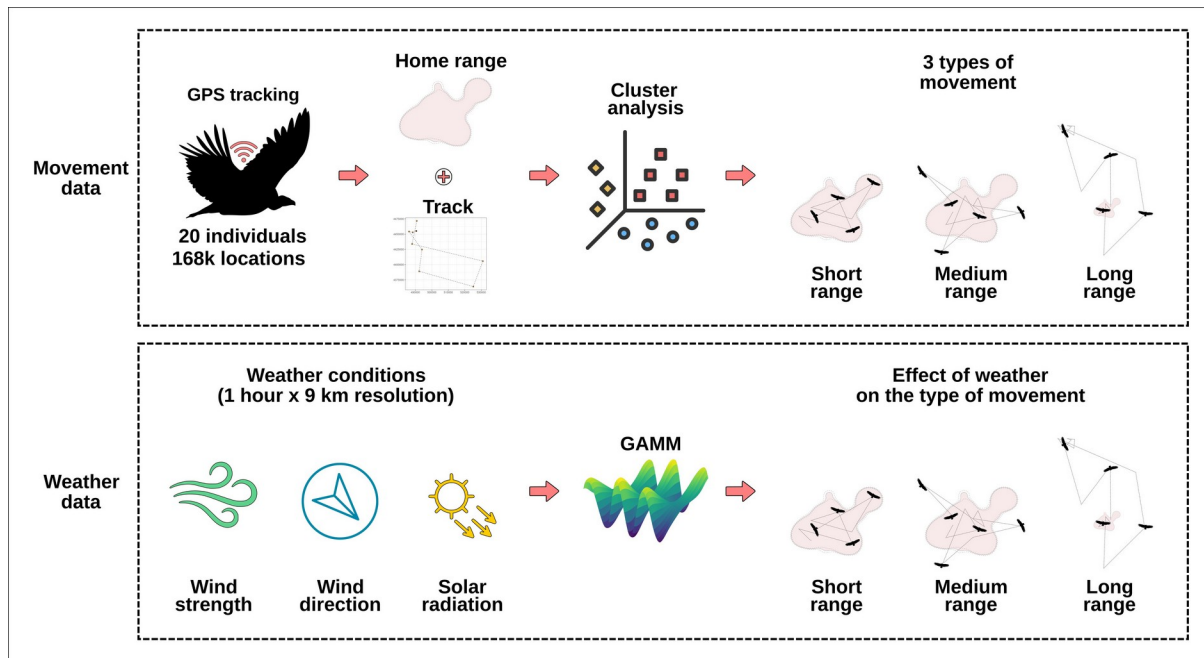 Movement
data
GPS tracking
20 individuals
168k locations
Home range
Track
Cluster
analysis
3 types of
movement
Short
range
Medium
range
Long
range
Weather
data
Weather conditions
(1 hour x 9 km resolution)
Wind
strength
Wind
direction
Solar
radiation
GAMM
Effect of weather
on the type of movement
Short
range
Medium
range
Long
range